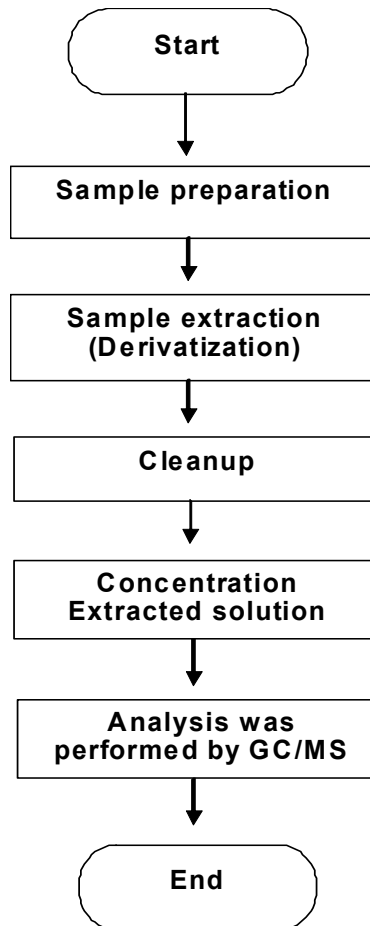 Start
Sample preparation
Sample extraction
(Derivatization)
Cleanup
Concentration
Extracted solution
Analysis was
performed by GC/MS
End